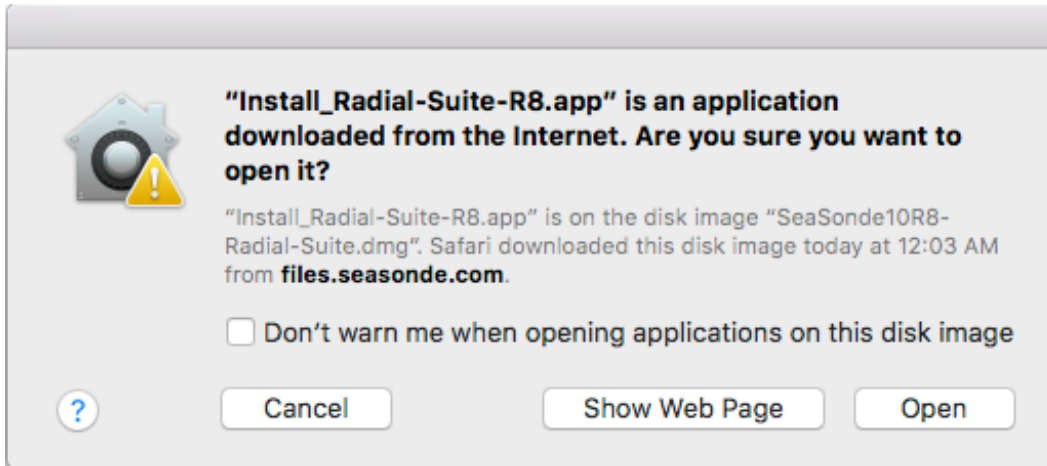 “Install_Radial-Suite-R8.app” is an application
downloaded from the Internet. Are you sure you want to
open it?
“Install_Radial-Suite-R8.app” is on the disk image “SeaSonde10R8-
Radial-Suite.dmg”. Safari downloaded this disk image today at 12:03 AM
from files.seasonde.com.
Don’t warn me when opening applications on this disk image
? Cancel Show Web Page Open